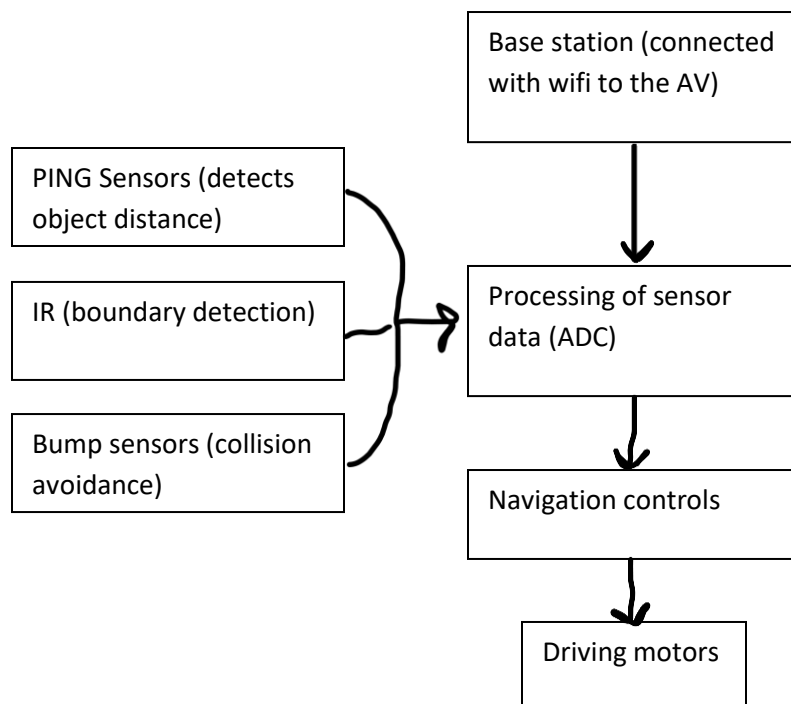 Base station (connected
with wifi to the AV)
PING Sensors (detects
object distance)
IR (boundary detection)
Processing of sensor
data (ADC)
Bump sensors (collision
avoidance)
Navigation controls
Driving motors